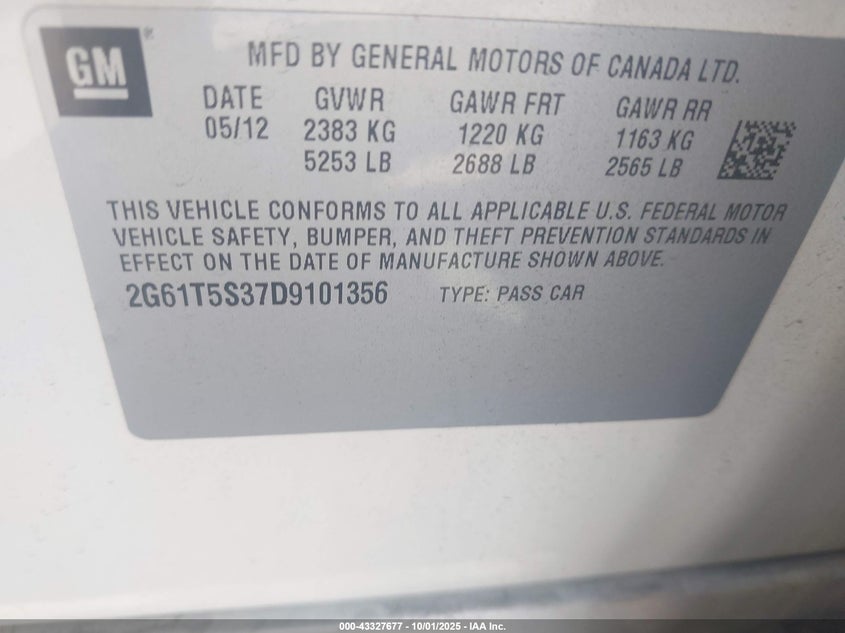 GM®
MFD BY GENERAL MOTORS OF CANADA LTD.
DATE GVWR GAWR FRT GAWR RR
05/12 2383 KG 1220 KG 1163 KG
5253 LB 2688 LB 2565 LB
THIS VEHICLE CONFORMS TO ALL APPLICABLE U.S. FEDERAL MOTOR
VEHICLE SAFETY, BUMPER, AND THEFT PREVENTION STANDARDS IN
EFFECT ON THE DATE OF MANUFACTURE SHOWN ABOVE.
2G61T5S37D9101356 TYPE: PASS CAR
000-43327677 - 10/01/2025 - IAA Inc.